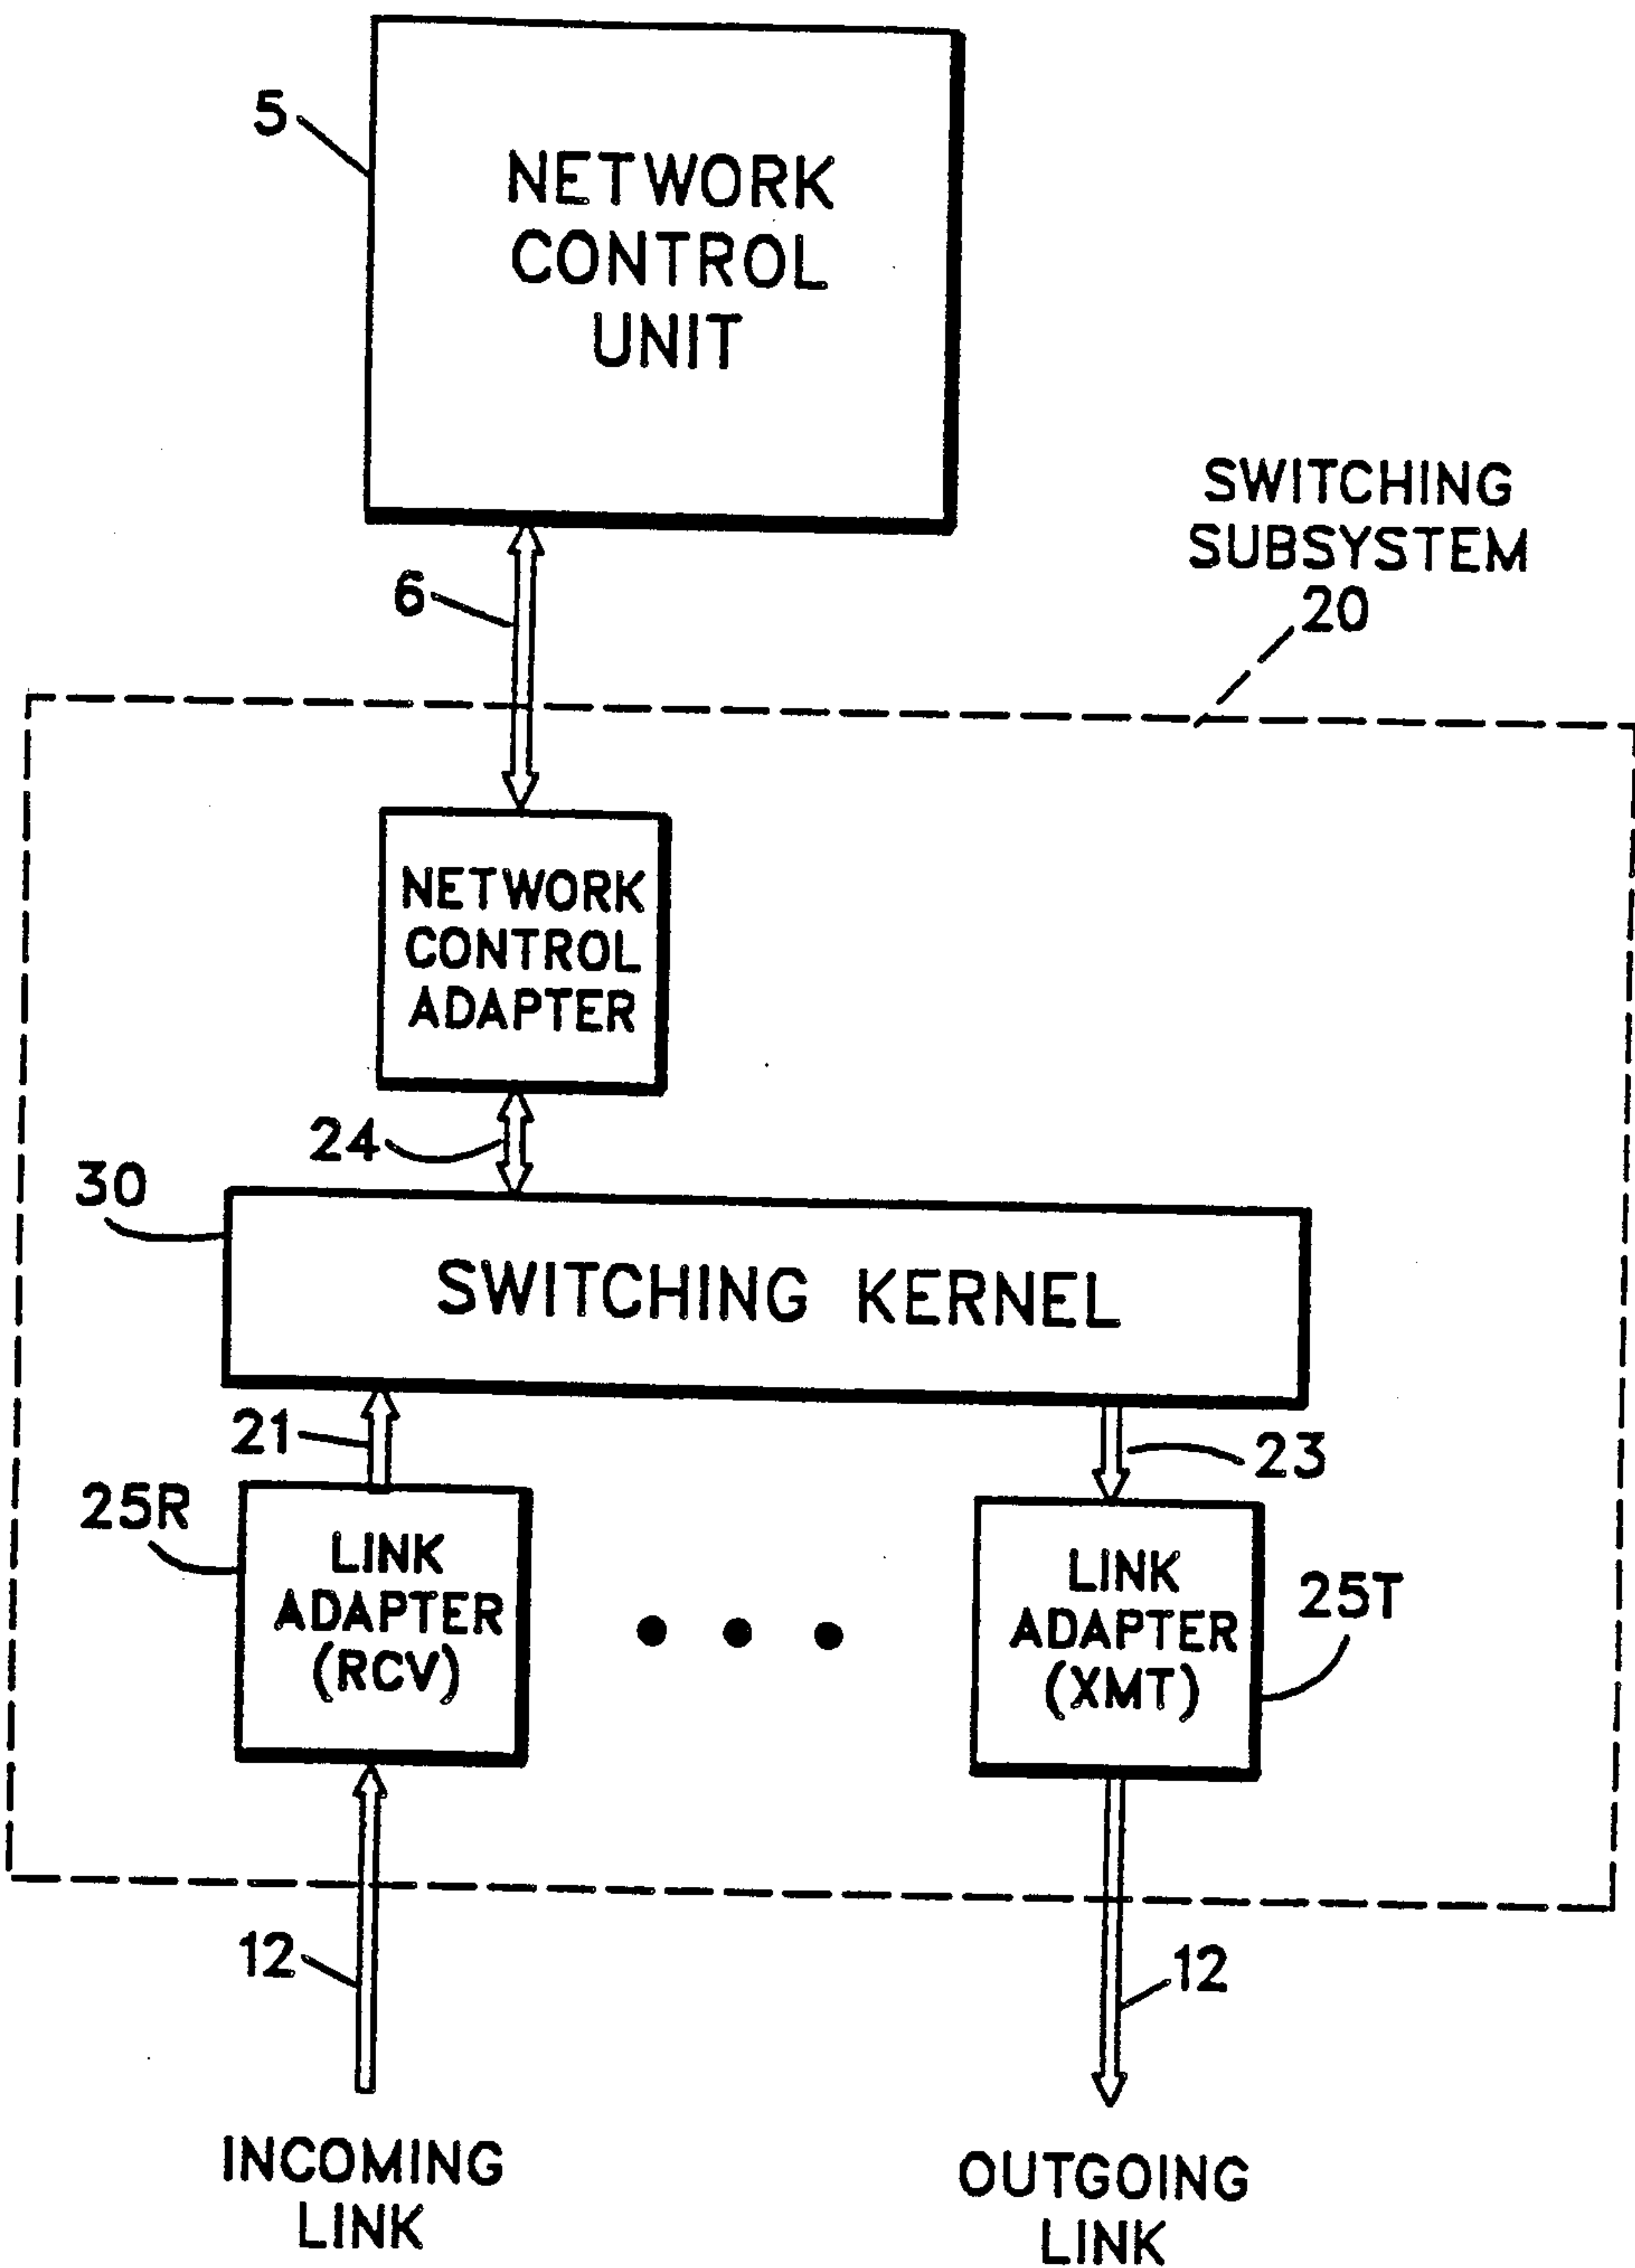 5
NETWORK
CONTROL
UNIT
SWITCHING
SUBSYSTEM
20
6
NETWORK
CONTROL
ADAPTER
24
30
SWITCHING KERNEL
21
23
25R
LINK
ADAPTER
(RCV)
LINK
ADAPTER
(XMT)
25T
12
12
INCOMING
LINK
OUTGOING
LINK